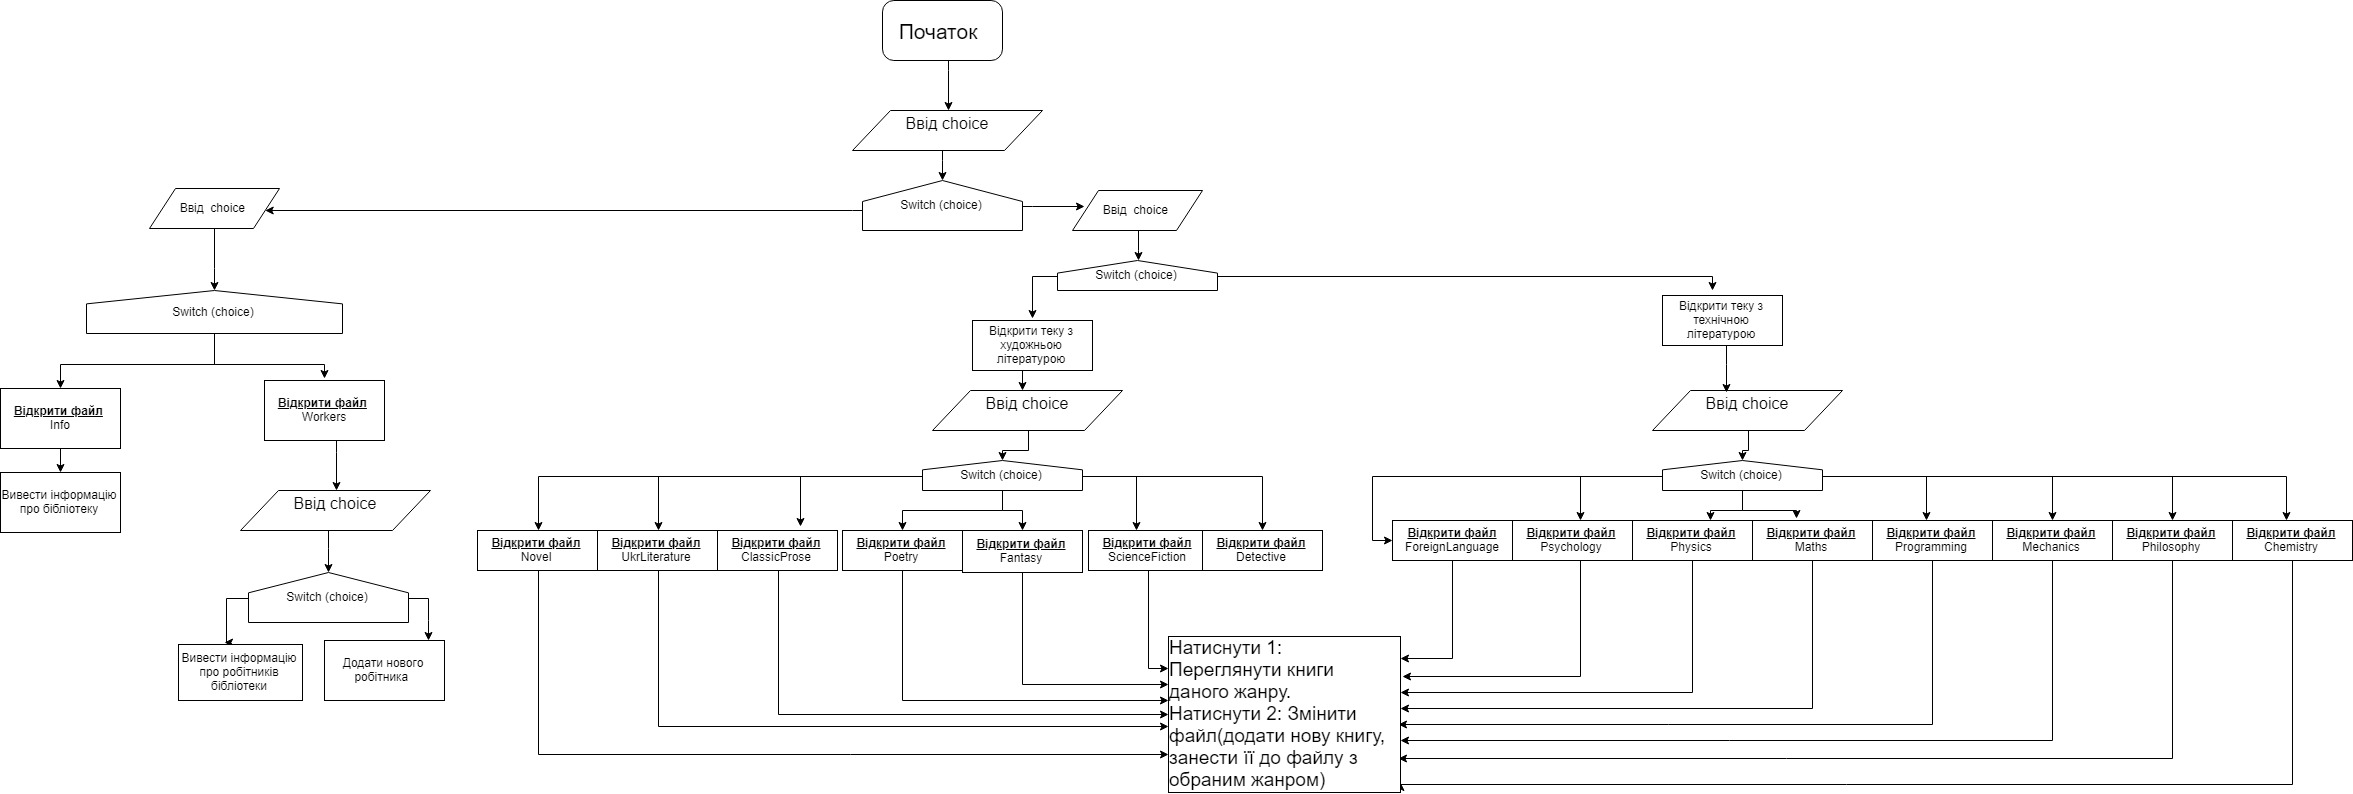 Початок
Ввід choice
Switch (choice)
Ввід  choice
Ввід  choice
Switch (choice)
Switch (choice)
Відкрити теку з
технічною
літературою
Відкрити теку з
художньою
літературою
Відкрити файл
Info
Відкрити файл
Workers
Ввід choice
Ввід choice
Switch (choice)
Switch (choice)
Вивести інформацію
про бібліотеку
Ввід choice
Відкрити файл
Novel
Відкрити файл
UkrLiterature
Відкрити файл
ClassicProse
Відкрити файл
Poetry
Відкрити файл
Fantasy
Відкрити файл
ScienceFiction
Відкрити файл
Detective
Відкрити файл
ForeignLanguage
Відкрити файл
Psychology
Відкрити файл
Physics
Відкрити файл
Maths
Відкрити файл
Programming
Відкрити файл
Mechanics
Відкрити файл
Philosophy
Відкрити файл
Chemistry
Switch (choice)
Вивести інформацію
про робітників
бібліотеки
Додати нового
робітника
Натиснути 1:
Переглянути книги
даного жанру.
Натиснути 2: Змінити
файл(додати нову книгу,
занести її до файлу з
обраним жанром)